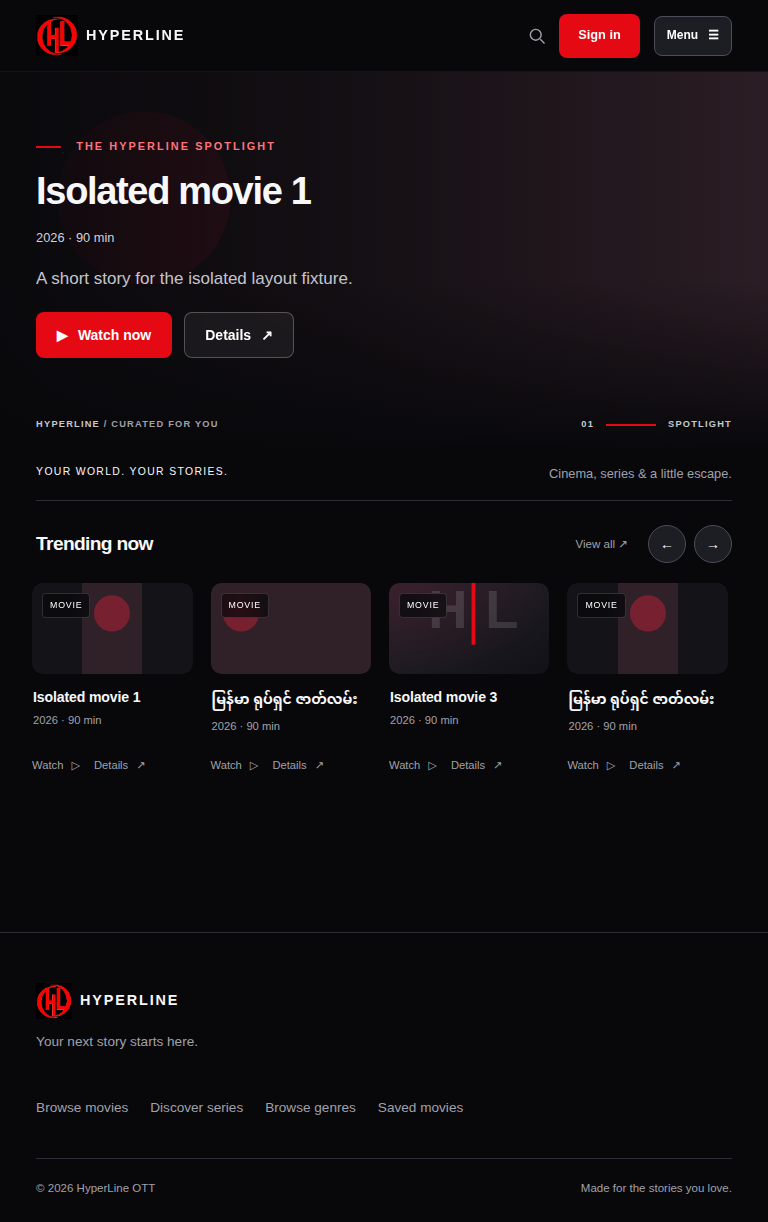 HL HYPERLINE
Sign in
Menu ☰
THE HYPERLINE SPOTLIGHT
Isolated movie 1
2026 · 90 min
A short story for the isolated layout fixture.
▶ Watch now
Details ↗
HYPERLINE / CURATED FOR YOU
01 SPOTLIGHT
YOUR WORLD. YOUR STORIES.
Cinema, series & a little escape.
Trending now
View all ↗
← →
MOVIE MOVIE MOVIE MOVIE
H L
Isolated movie 1 မြန်မာ ရုပ်ရှင် ဇာတ်လမ်း Isolated movie 3 မြန်မာ ရုပ်ရှင် ဇာတ်လမ်း
2026 · 90 min 2026 · 90 min 2026 · 90 min 2026 · 90 min
Watch ▷ Details ↗ Watch ▷ Details ↗ Watch ▷ Details ↗ Watch ▷ Details ↗
HL HYPERLINE
Your next story starts here.
Browse movies Discover series Browse genres Saved movies
© 2026 HyperLine OTT
Made for the stories you love.